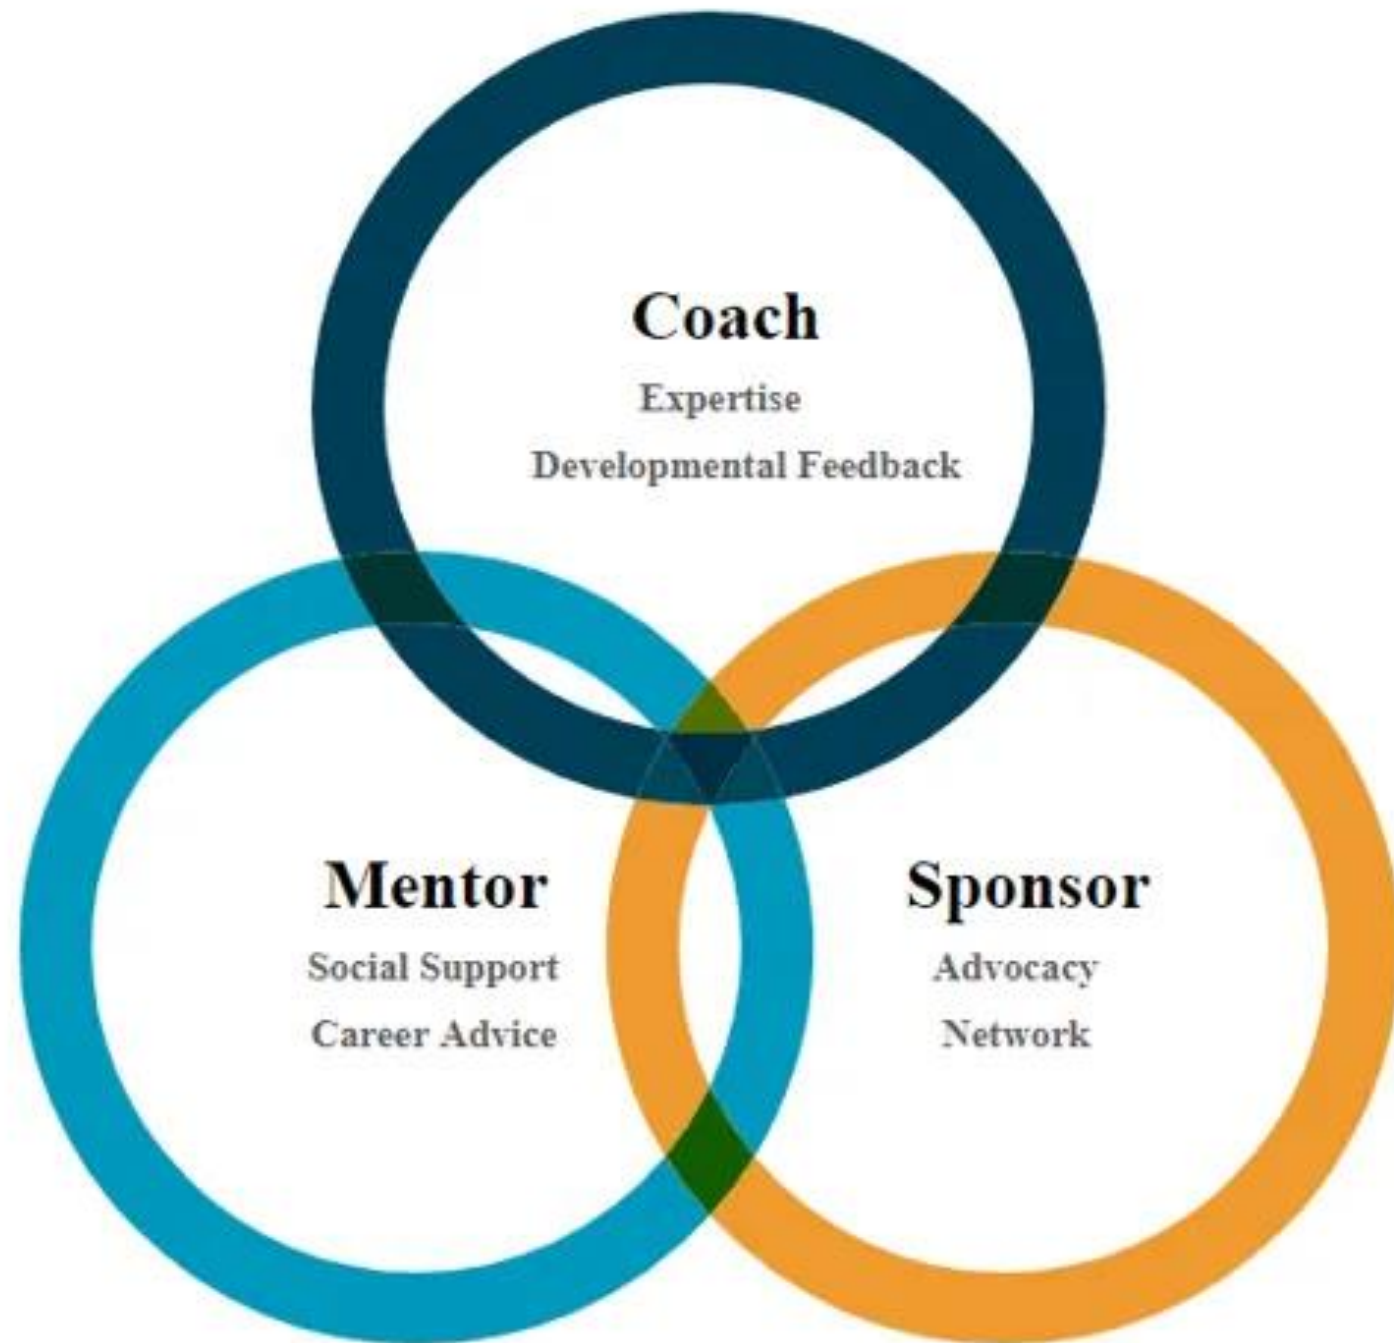 Coach
Expertise
Developmental Feedback
Mentor
Social Support
Career Advice
Sponsor
Advocacy
Network